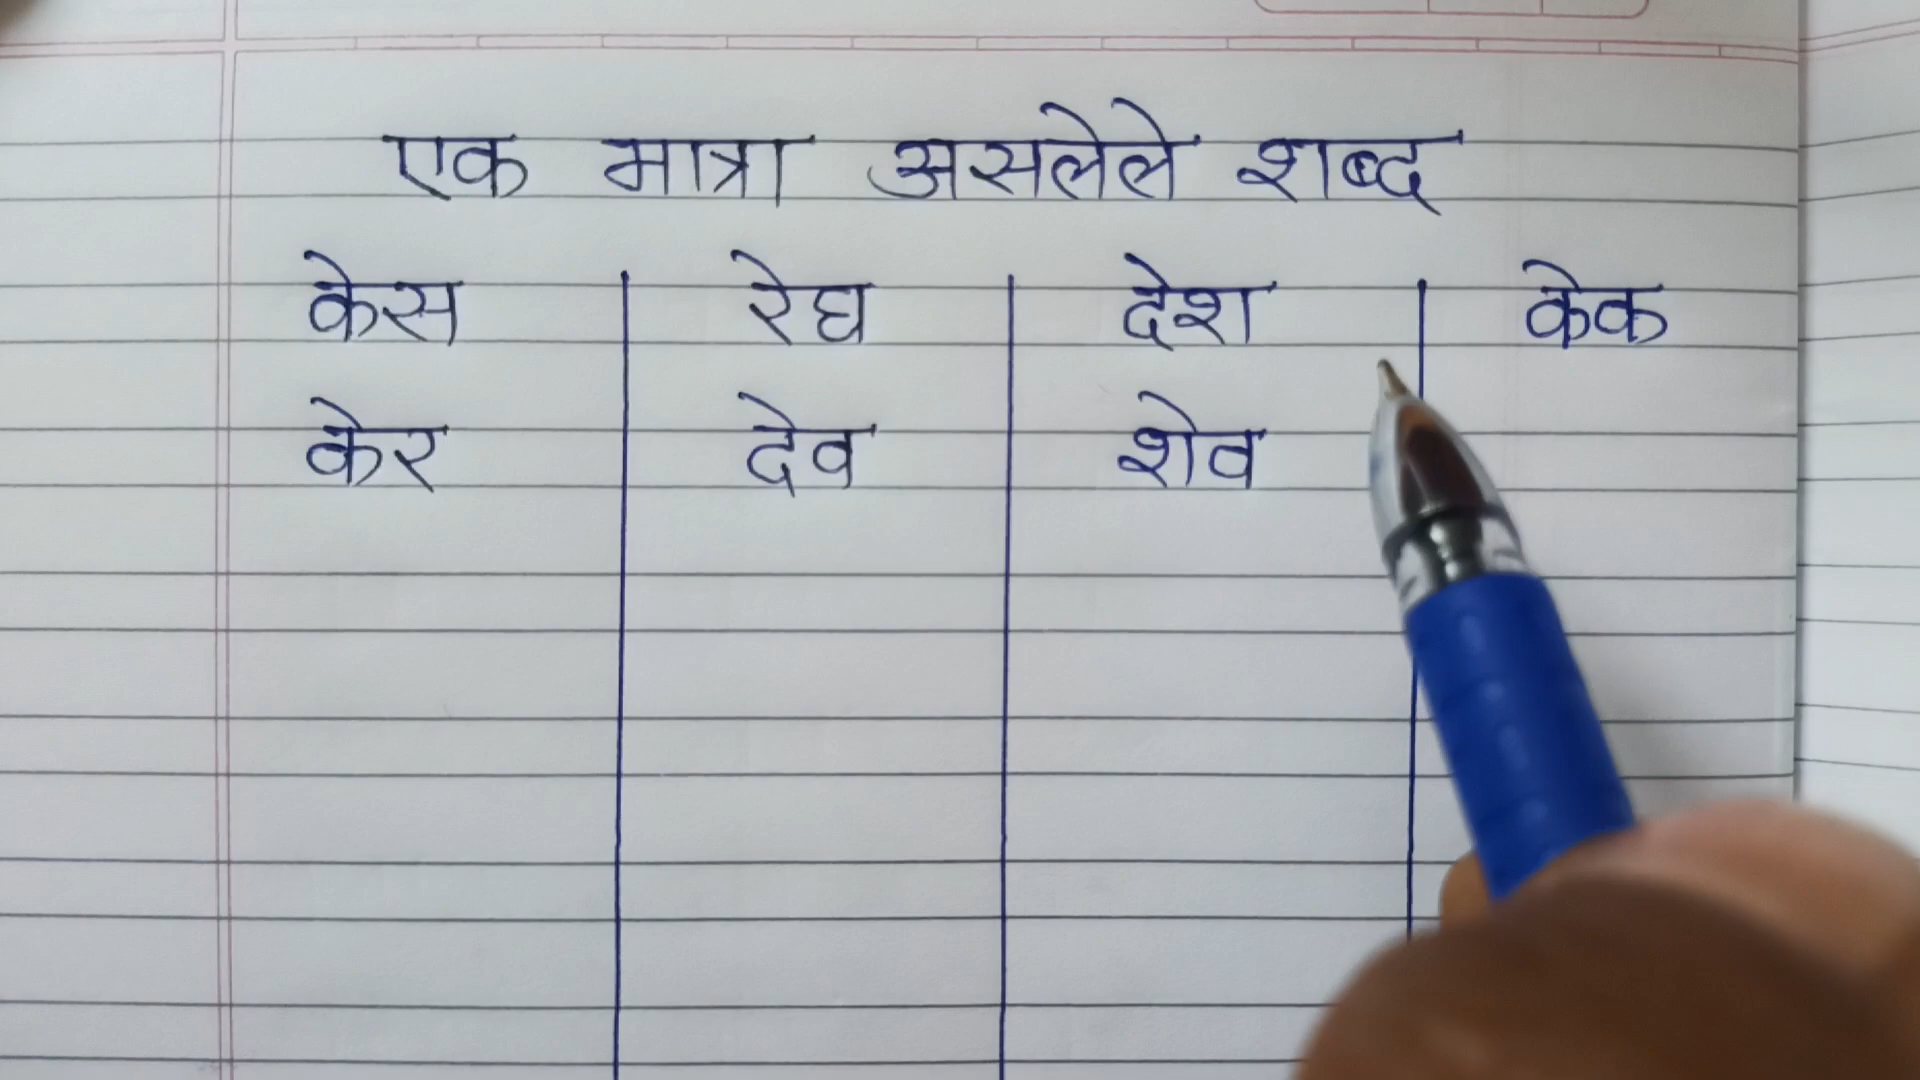 एक मात्रा असलेले शब्द
केस रेघ देश केक
केर देव शेव